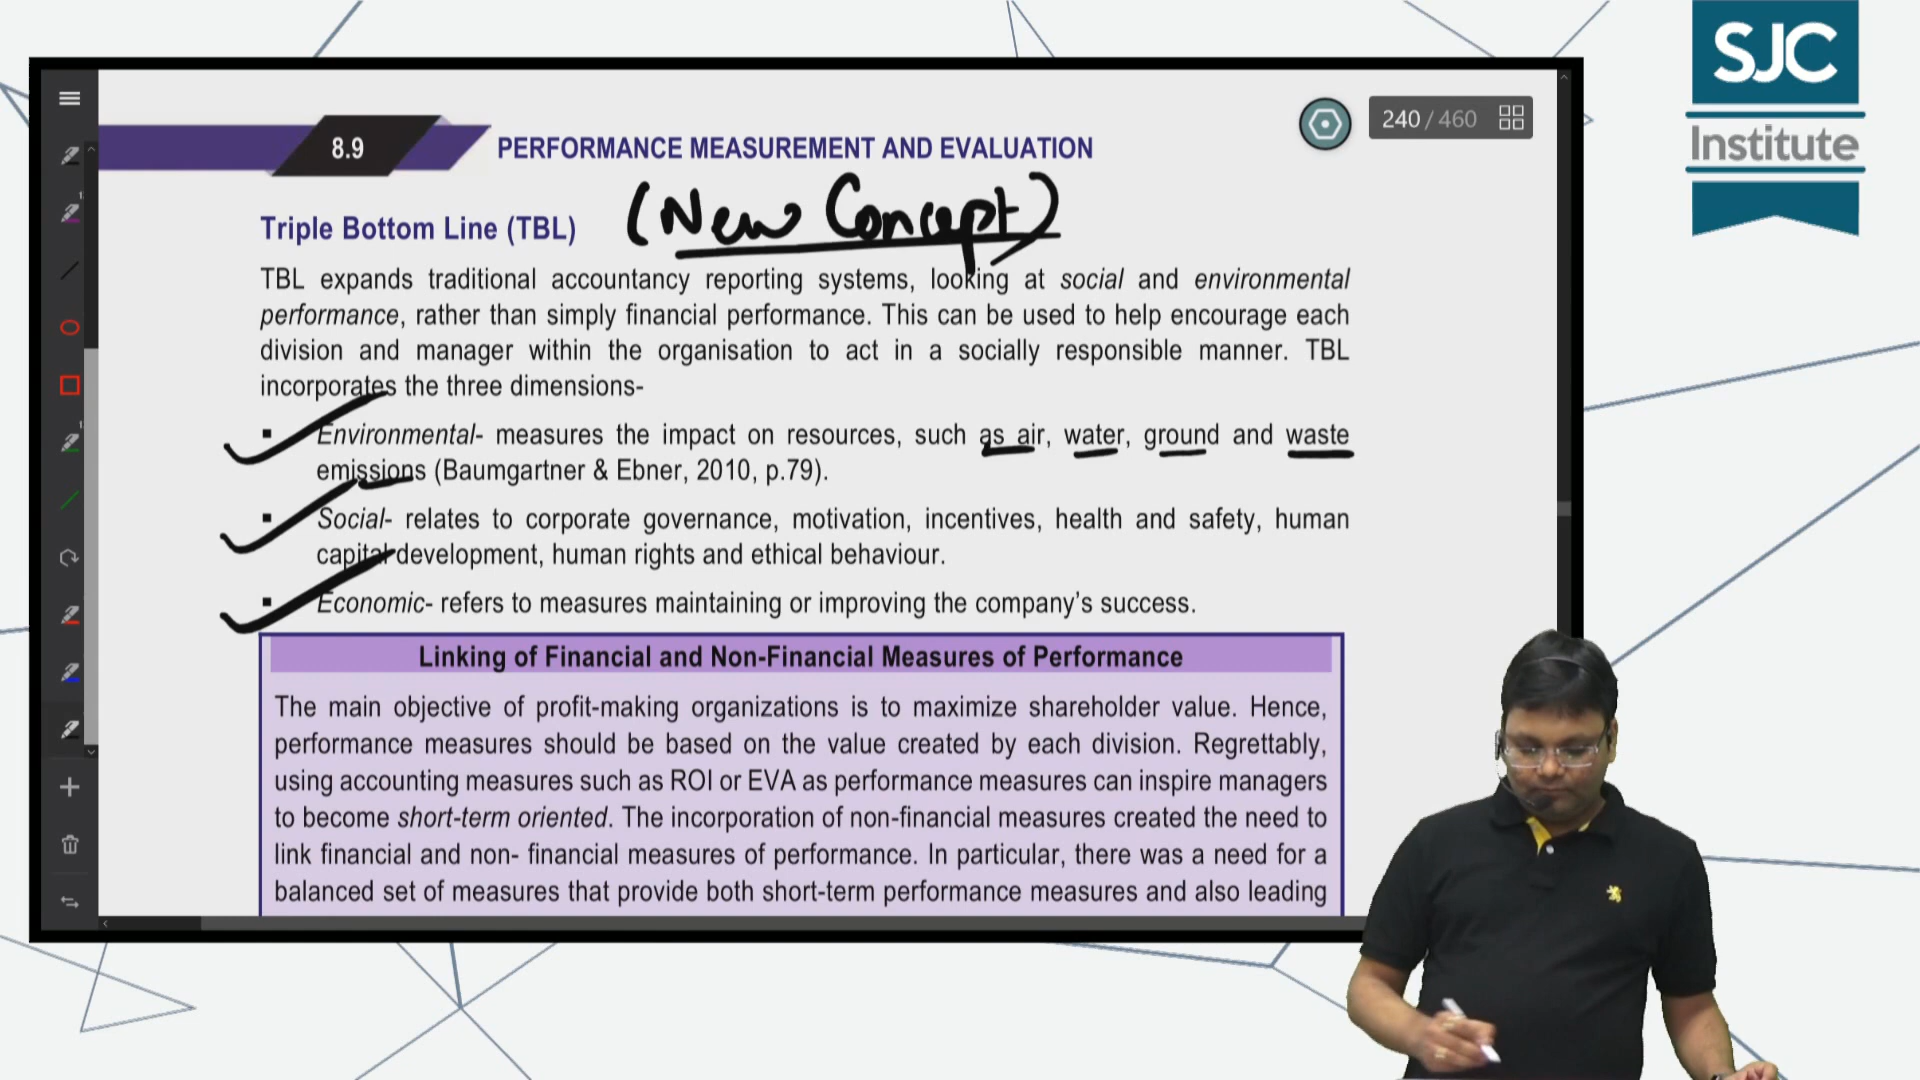 SJC
Institute
240 / 460
8.9
PERFORMANCE MEASUREMENT AND EVALUATION
(New Concept)
Triple Bottom Line (TBL)
TBL expands traditional accountancy reporting systems, looking at social and environmental
performance, rather than simply financial performance. This can be used to help encourage each
division and manager within the organisation to act in a socially responsible manner. TBL
incorporates the three dimensions-
▪ Environmental- measures the impact on resources, such as air, water, ground and waste
emissions (Baumgartner & Ebner, 2010, p.79).
▪ Social- relates to corporate governance, motivation, incentives, health and safety, human
capital development, human rights and ethical behaviour.
▪ Economic- refers to measures maintaining or improving the company's success.
Linking of Financial and Non-Financial Measures of Performance
The main objective of profit-making organizations is to maximize shareholder value. Hence,
performance measures should be based on the value created by each division. Regrettably,
using accounting measures such as ROI or EVA as performance measures can inspire managers
to become short-term oriented. The incorporation of non-financial measures created the need to
link financial and non- financial measures of performance. In particular, there was a need for a
balanced set of measures that provide both short-term performance measures and also leading